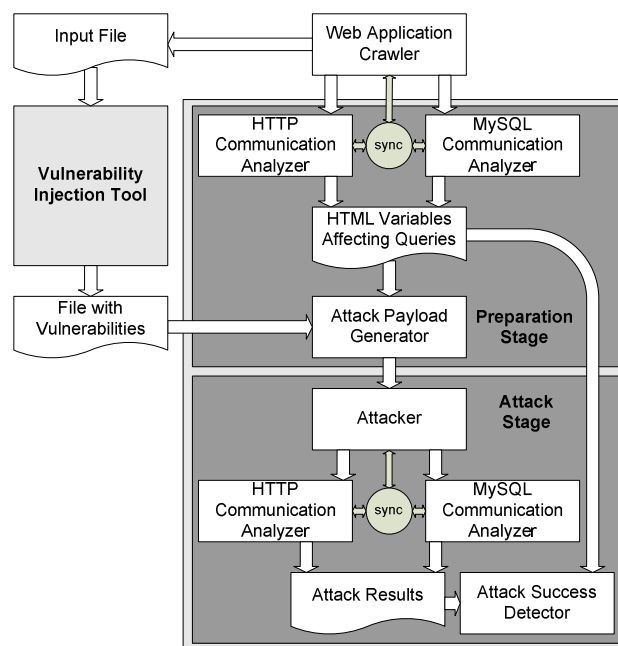 Input File
Web Application
Crawler
HTTP
Communication
Analyzer
sync
MySQL
Communication
Analyzer
Vulnerability
Injection Tool
HTML Variables
Affecting Queries
File with
Vulnerabilities
Attack Payload
Generator
Preparation
Stage
Attacker
Attack
Stage
HTTP
Communication
Analyzer
sync
MySQL
Communication
Analyzer
Attack Results
Attack Success
Detector